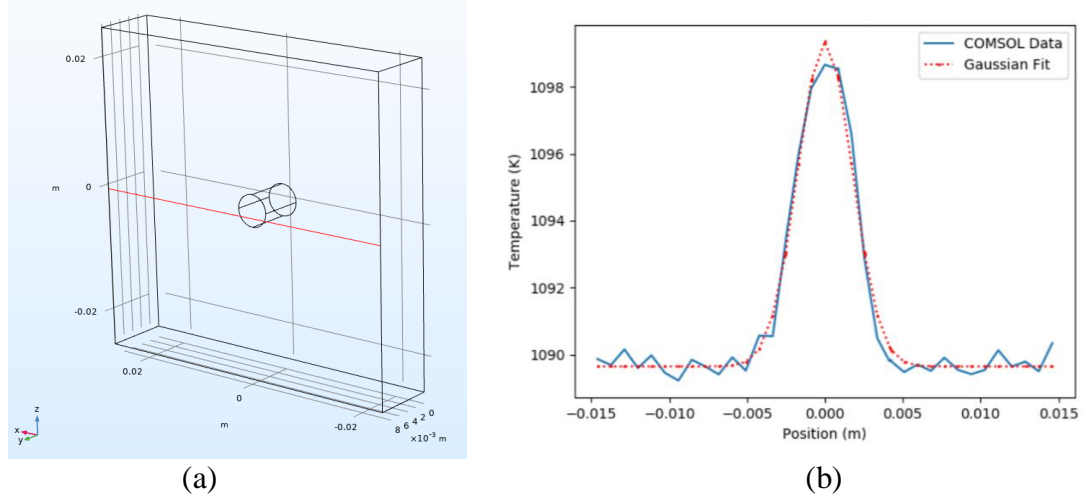 0.02
m
0
-0.02
0.02
0
m
-0.02
8 6 4 2 0
×10⁻³ m
z
x
y
(a)
COMSOL Data
Gaussian Fit
1098
1096
1094
1092
1090
Temperature (K)
−0.015 −0.010 −0.005 0.000 0.005 0.010 0.015
Position (m)
(b)